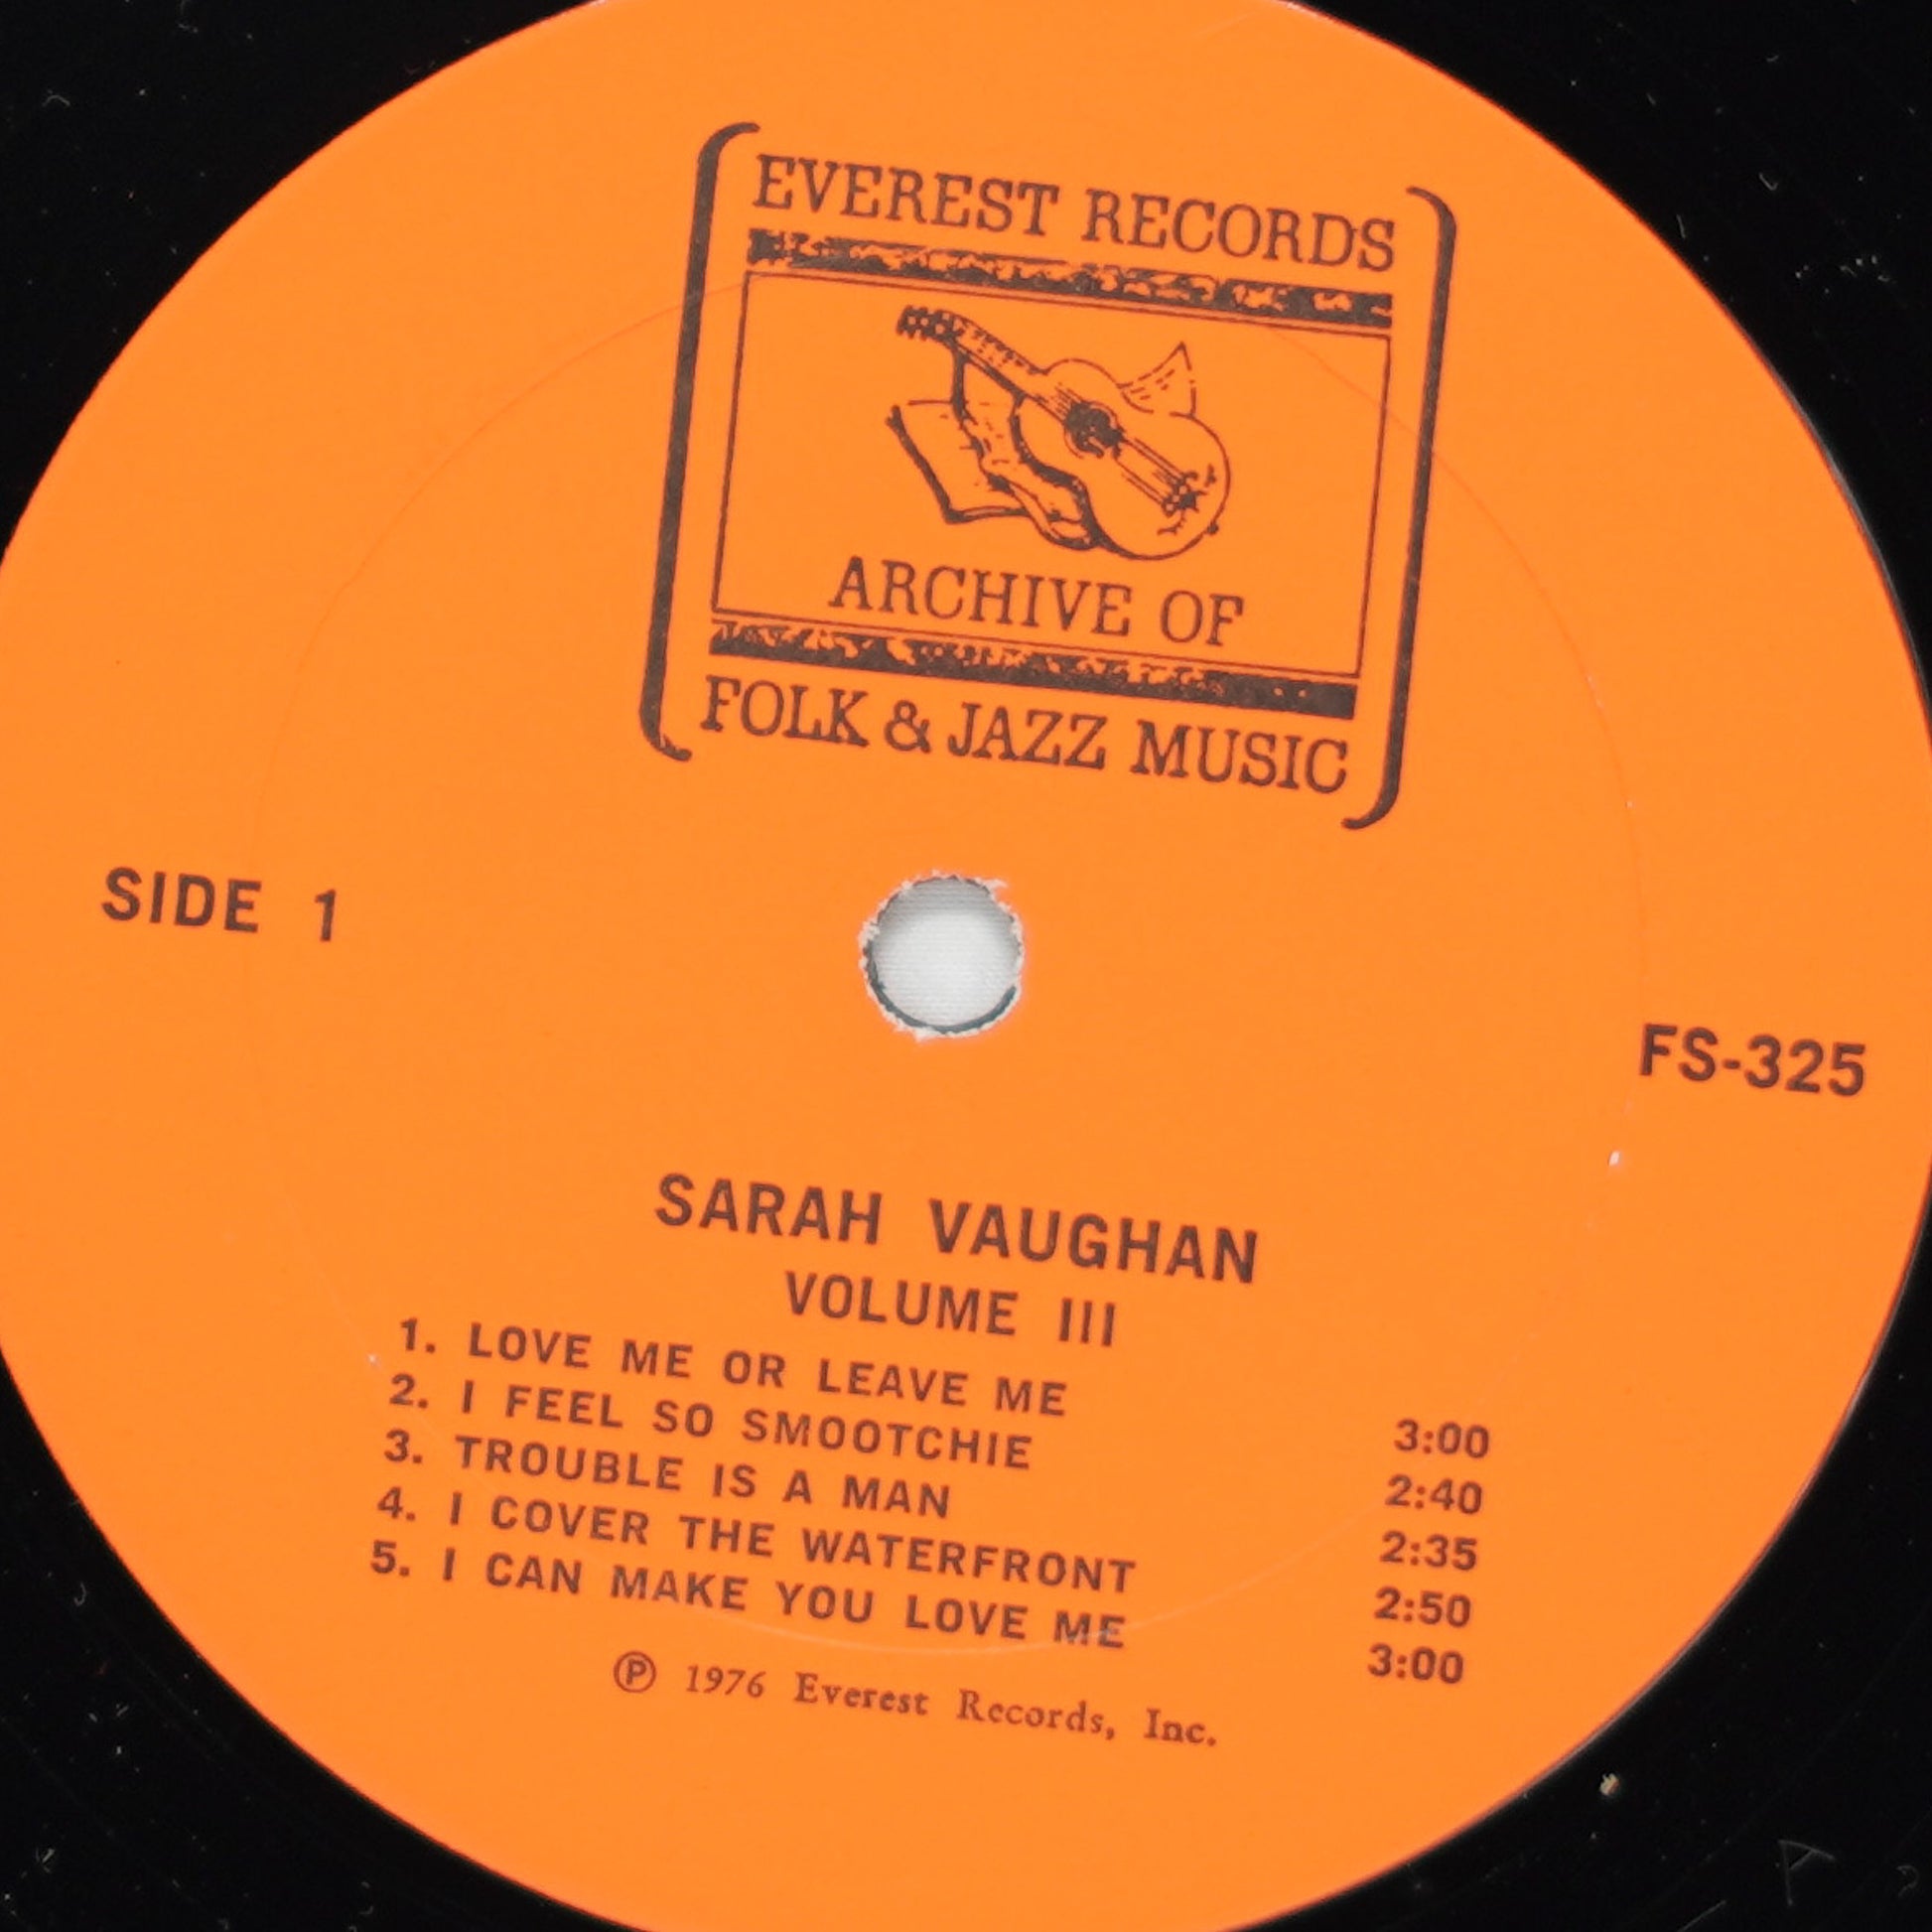 EVEREST RECORDS
ARCHIVE OF
FOLK & JAZZ MUSIC
SIDE 1
FS-325
SARAH VAUGHAN
VOLUME III
1. LOVE ME OR LEAVE ME 3:00
2. I FEEL SO SMOOTCHIE 2:40
3. TROUBLE IS A MAN 2:35
4. I COVER THE WATERFRONT 2:50
5. I CAN MAKE YOU LOVE ME 3:00
℗ 1976 Everest Records, Inc.